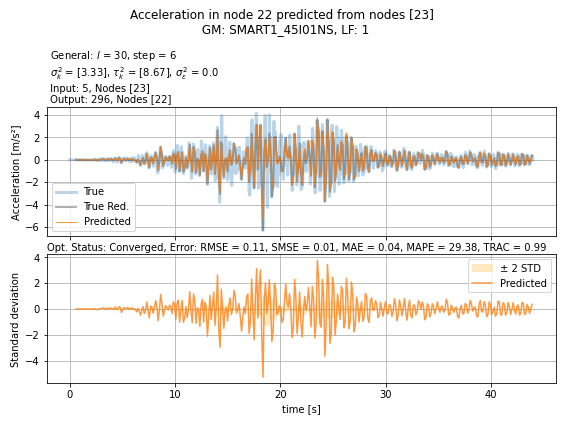 Acceleration in node 22 predicted from nodes [23]
GM: SMART1_45I01NS, LF: 1
General: l = 30, step = 6
σ²ₖ = [3.33], τ²ₖ = [8.67], σ²ε = 0.0
Input: 5, Nodes [23]
Output: 296, Nodes [22]
Acceleration [m/s²]
4
2
0
−2
−4
−6
True
True Red.
Predicted
Opt. Status: Converged, Error: RMSE = 0.11, SMSE = 0.01, MAE = 0.04, MAPE = 29.38, TRAC = 0.99
Standard deviation
4
2
0
−2
−4
± 2 STD
Predicted
0 10 20 30 40
time [s]